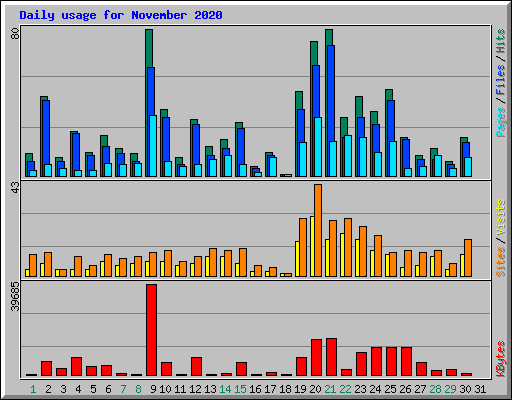 Daily usage for November 2020
80
Pages / Files / Hits
43
Sites / Visits
39685
KBytes
1 2 3 4 5 6 7 8 9 10 11 12 13 14 15 16 17 18 19 20 21 22 23 24 25 26 27 28 29 30 31